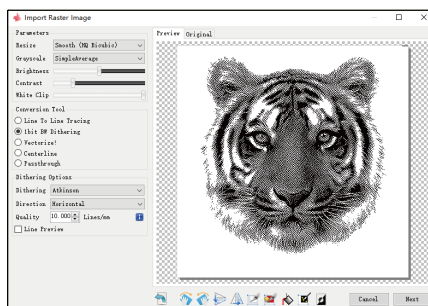 Import Raster Image
Parameters
Resize Smooth (HQ Bicubic)
Grayscale SimpleAverage
Brightness
Contrast
White Clip
Conversion Tool
Line To Line Tracing
1bit BW Dithering
Vectorize!
Centerline
Passthrough
Dithering Options
Dithering Atkinson
Direction Horizontal
Quality 10.000 Lines/mm
Line Preview
Preview Original
Cancel Next